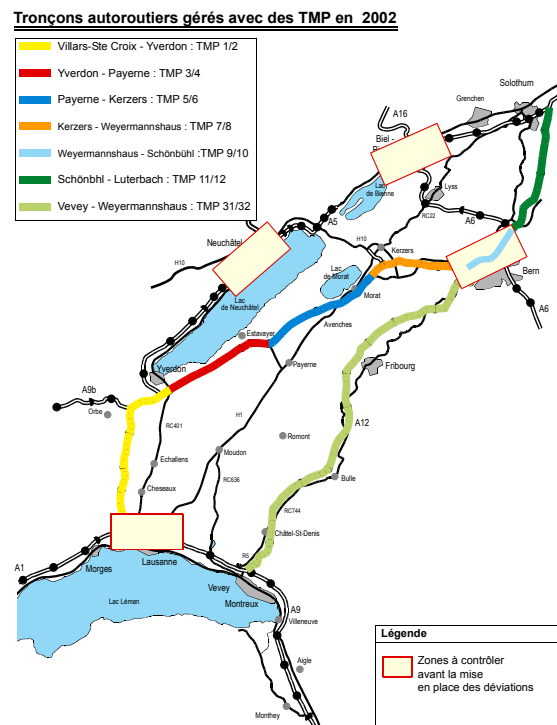 Tronçons autoroutiers gérés avec des TMP en 2002
Villars-Ste Croix - Yverdon : TMP 1/2
Yverdon - Payerne : TMP 3/4
Payerne - Kerzers : TMP 5/6
Kerzers - Weyermannshaus : TMP 7/8
Weyermannshaus - Schönbühl :TMP 9/10
Schönbhl - Luterbach : TMP 11/12
Vevey - Weyermannshaus : TMP 31/32
Solothurn
Grenchen
A16
Biel -
Lac
de Bienne
Lyss
RC22
A6
A5
Neuchâtel
H10
H10
Kerzers
Lac
de Morat
Morat
Bern
A6
Lac
de Neuchâtel
Avenches
Estavayer
Payerne
Fribourg
Yverdon
A9b
Orbe
H1
RC401
A12
Romont
Moudon
Echallens
RC636
Bulle
Cheseaux
RC744
Châtel-St-Denis
A1
Morges
Lausanne
R5
Vevey
Montreux
Lac Léman
A9
Villeneuve
Aigle
Monthey
Légende
Zones à contrôler
avant la mise
en place des déviations